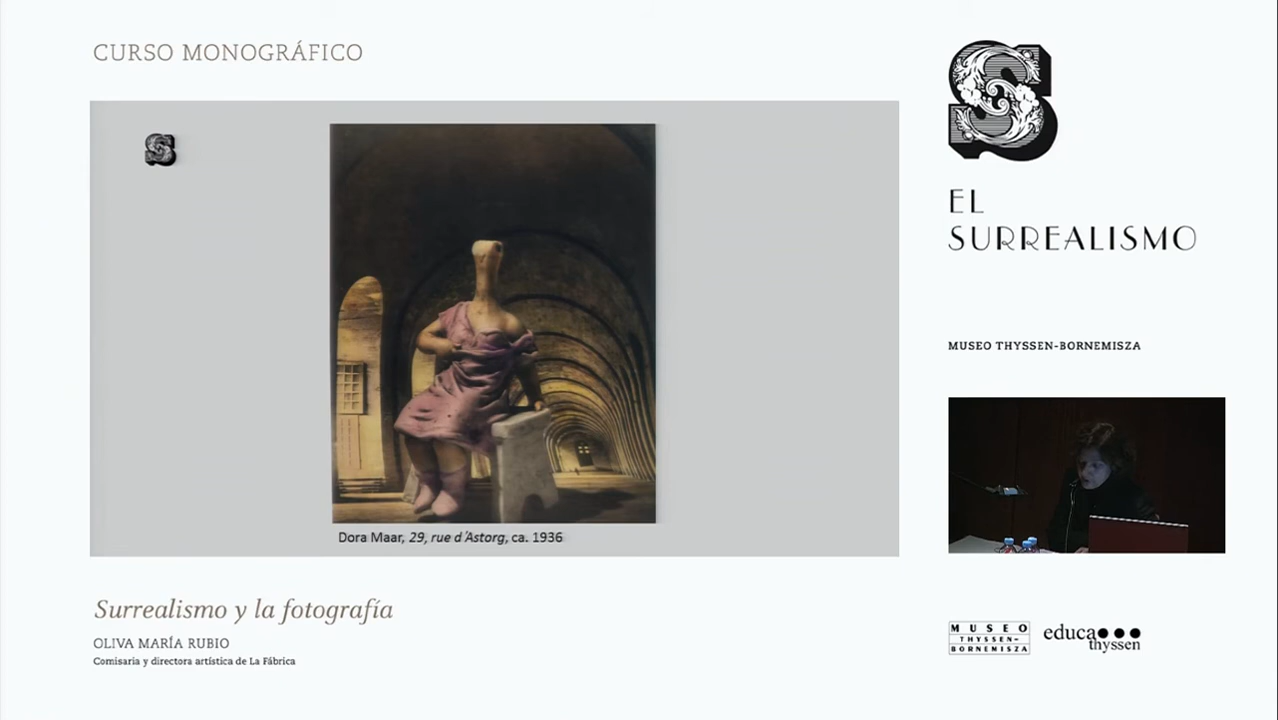 CURSO MONOGRÁFICO
S
S
EL
SURREALISMO
MUSEO THYSSEN-BORNEMISZA
Dora Maar, 29, rue d'Astorg, ca. 1936
Surrealismo y la fotografía
OLIVA MARÍA RUBIO
Comisaria y directora artística de La Fábrica
MUSEO
THYSSEN-
BORNEMISZA
educa
thyssen